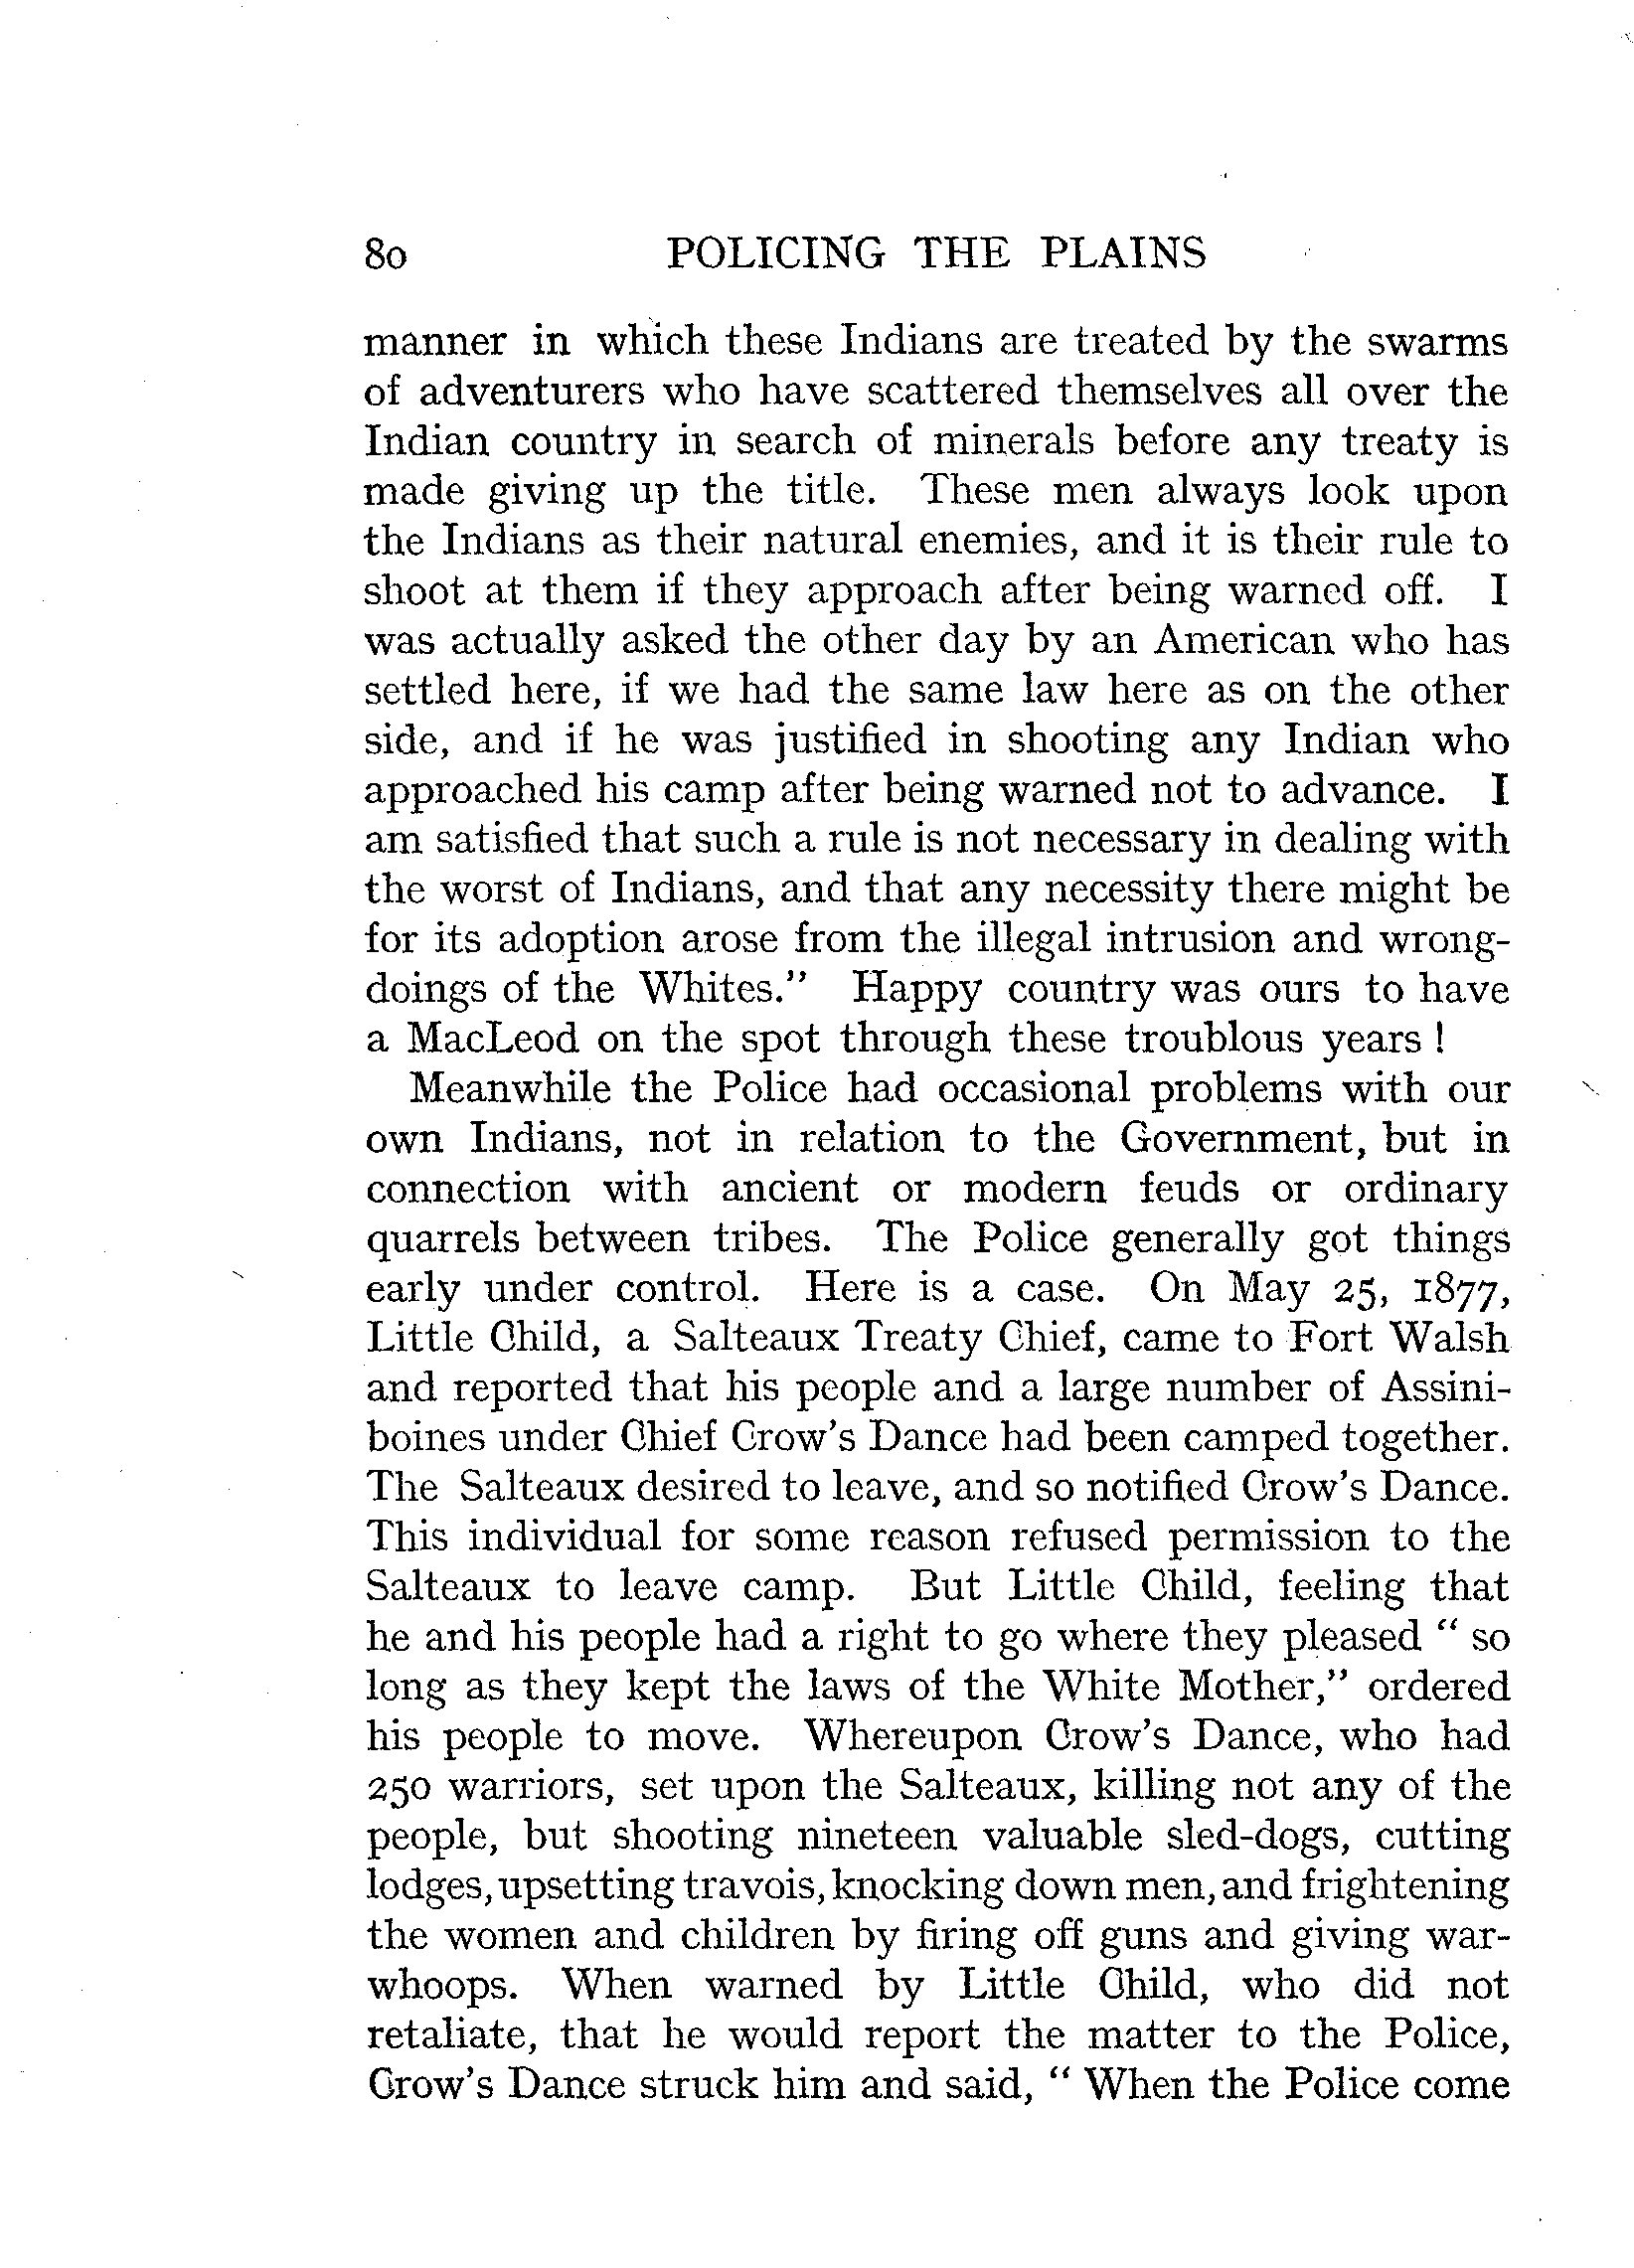 80 POLICING THE PLAINS
manner in which these Indians are treated by the swarms
of adventurers who have scattered themselves all over the
Indian country in search of minerals before any treaty is
made giving up the title. These men always look upon
the Indians as their natural enemies, and it is their rule to
shoot at them if they approach after being warned off. I
was actually asked the other day by an American who has
settled here, if we had the same law here as on the other
side, and if he was justified in shooting any Indian who
approached his camp after being warned not to advance. I
am satisfied that such a rule is not necessary in dealing with
the worst of Indians, and that any necessity there might be
for its adoption arose from the illegal intrusion and wrong-
doings of the Whites.” Happy country was ours to have
a MacLeod on the spot through these troublous years !
Meanwhile the Police had occasional problems with our
own Indians, not in relation to the Government, but in
connection with ancient or modern feuds or ordinary
quarrels between tribes. The Police generally got things
early under control. Here is a case. On May 25, 1877,
Little Child, a Salteaux Treaty Chief, came to Fort Walsh
and reported that his people and a large number of Assini-
boines under Chief Crow’s Dance had been camped together.
The Salteaux desired to leave, and so notified Crow’s Dance.
This individual for some reason refused permission to the
Salteaux to leave camp. But Little Child, feeling that
he and his people had a right to go where they pleased “ so
long as they kept the laws of the White Mother,” ordered
his people to move. Whereupon Crow’s Dance, who had
250 warriors, set upon the Salteaux, killing not any of the
people, but shooting nineteen valuable sled-dogs, cutting
lodges, upsetting travois, knocking down men, and frightening
the women and children by firing off guns and giving war-
whoops. When warned by Little Child, who did not
retaliate, that he would report the matter to the Police,
Crow’s Dance struck him and said, “ When the Police come